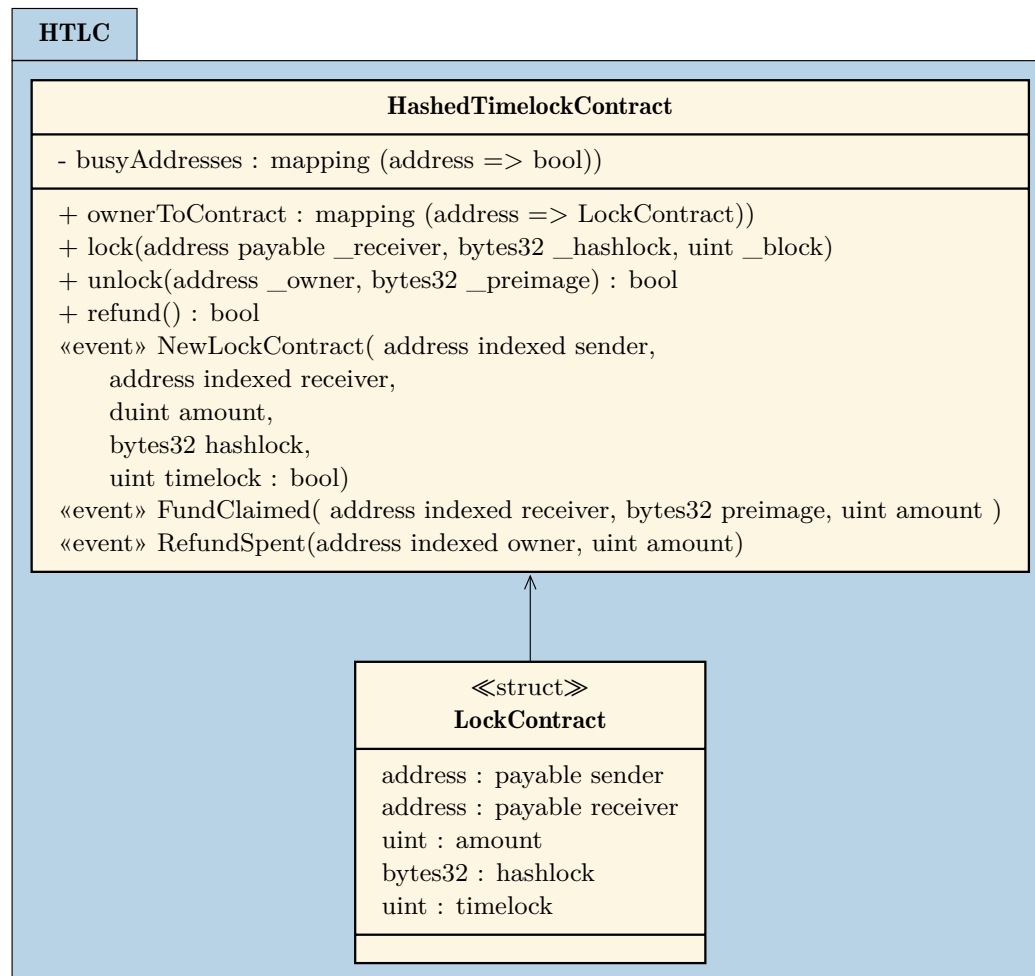 HTLC
HashedTimelockContract
- busyAddresses : mapping (address => bool))
+ ownerToContract : mapping (address => LockContract))
+ lock(address payable _receiver, bytes32 _hashlock, uint _block)
+ unlock(address _owner, bytes32 _preimage) : bool
+ refund() : bool
«event» NewLockContract( address indexed sender,
address indexed receiver,
duint amount,
bytes32 hashlock,
uint timelock : bool)
«event» FundClaimed( address indexed receiver, bytes32 preimage, uint amount )
«event» RefundSpent(address indexed owner, uint amount)
≪struct≫
LockContract
address : payable sender
address : payable receiver
uint : amount
bytes32 : hashlock
uint : timelock